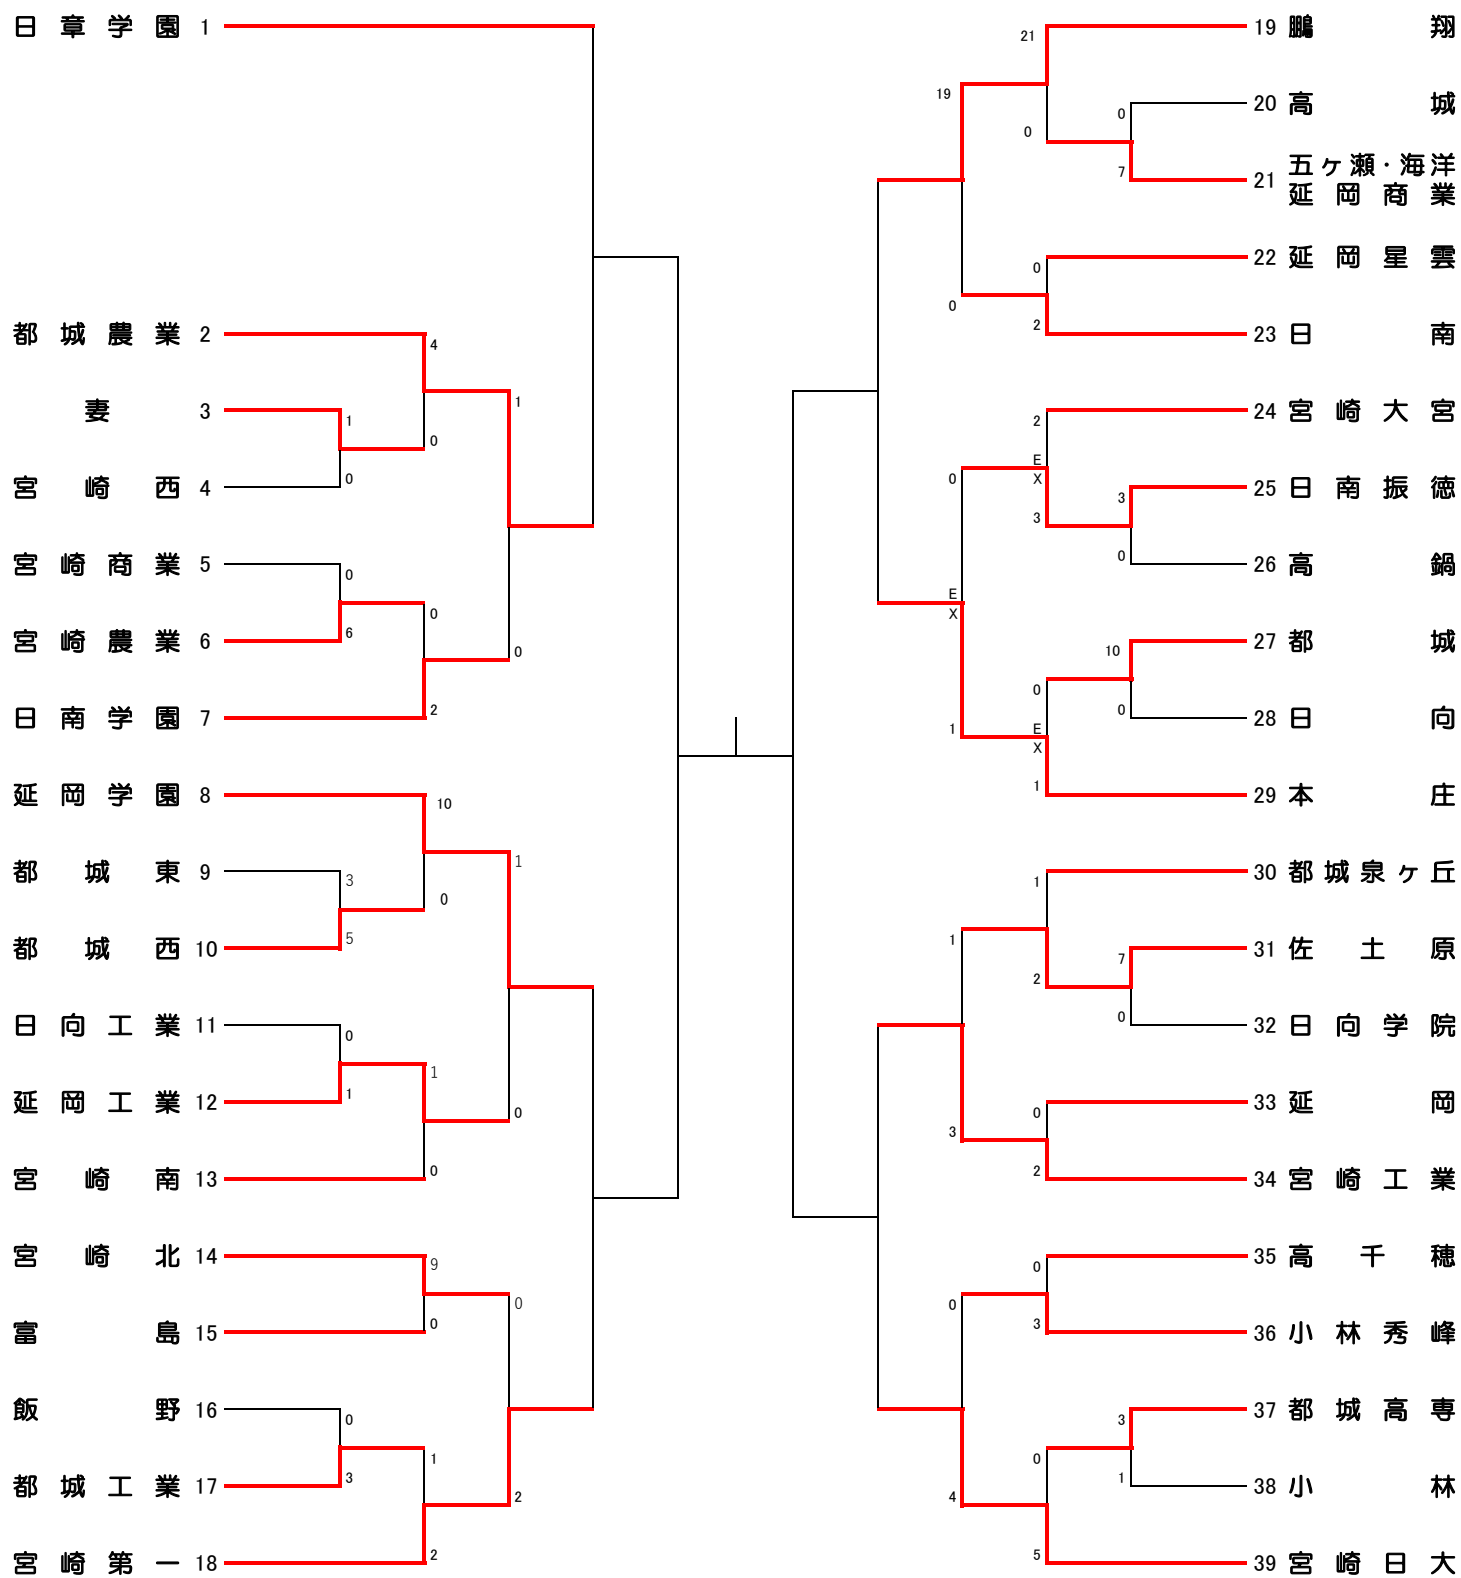 日章学園 1
都城農業 2
妻 3
宮崎西 4
宮崎商業 5
宮崎農業 6
日南学園 7
延岡学園 8
都城東 9
都城西 10
日向工業 11
延岡工業 12
宮崎南 13
宮崎北 14
富島 15
飯野 16
都城工業 17
宮崎第一 18
4
1
1
0
0
0
0
6
0
2
10
1
3
0
5
0
1
1
0
0
9
0
0
0
1
3
2
2
21
19
0
0
7
0
0
2
2
E
X
0
3
3
0
E
X
10
0
0
1
E
X
1
1
1
7
2
0
0
3
2
0
0
3
3
0
1
4
5
19 鵬翔
20 高城
21 五ヶ瀬・海洋
延岡商業
22 延岡星雲
23 日南
24 宮崎大宮
25 日南振徳
26 高鍋
27 都城
28 日向
29 本庄
30 都城泉ヶ丘
31 佐土原
32 日向学院
33 延岡
34 宮崎工業
35 高千穂
36 小林秀峰
37 都城高専
38 小林
39 宮崎日大